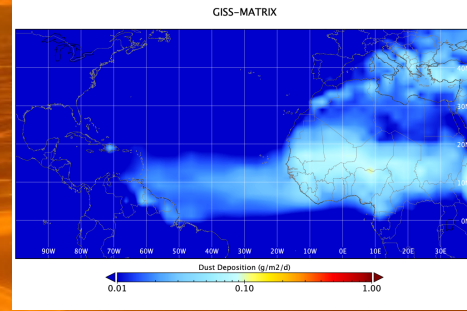 GISS-MATRIX
30N
20N
10N
0N
90W 80W 70W 60W 50W 40W 30W 20W 10W 0E 10E 20E 30E
Dust Deposition (g/m2/d)
0.01 0.10 1.00